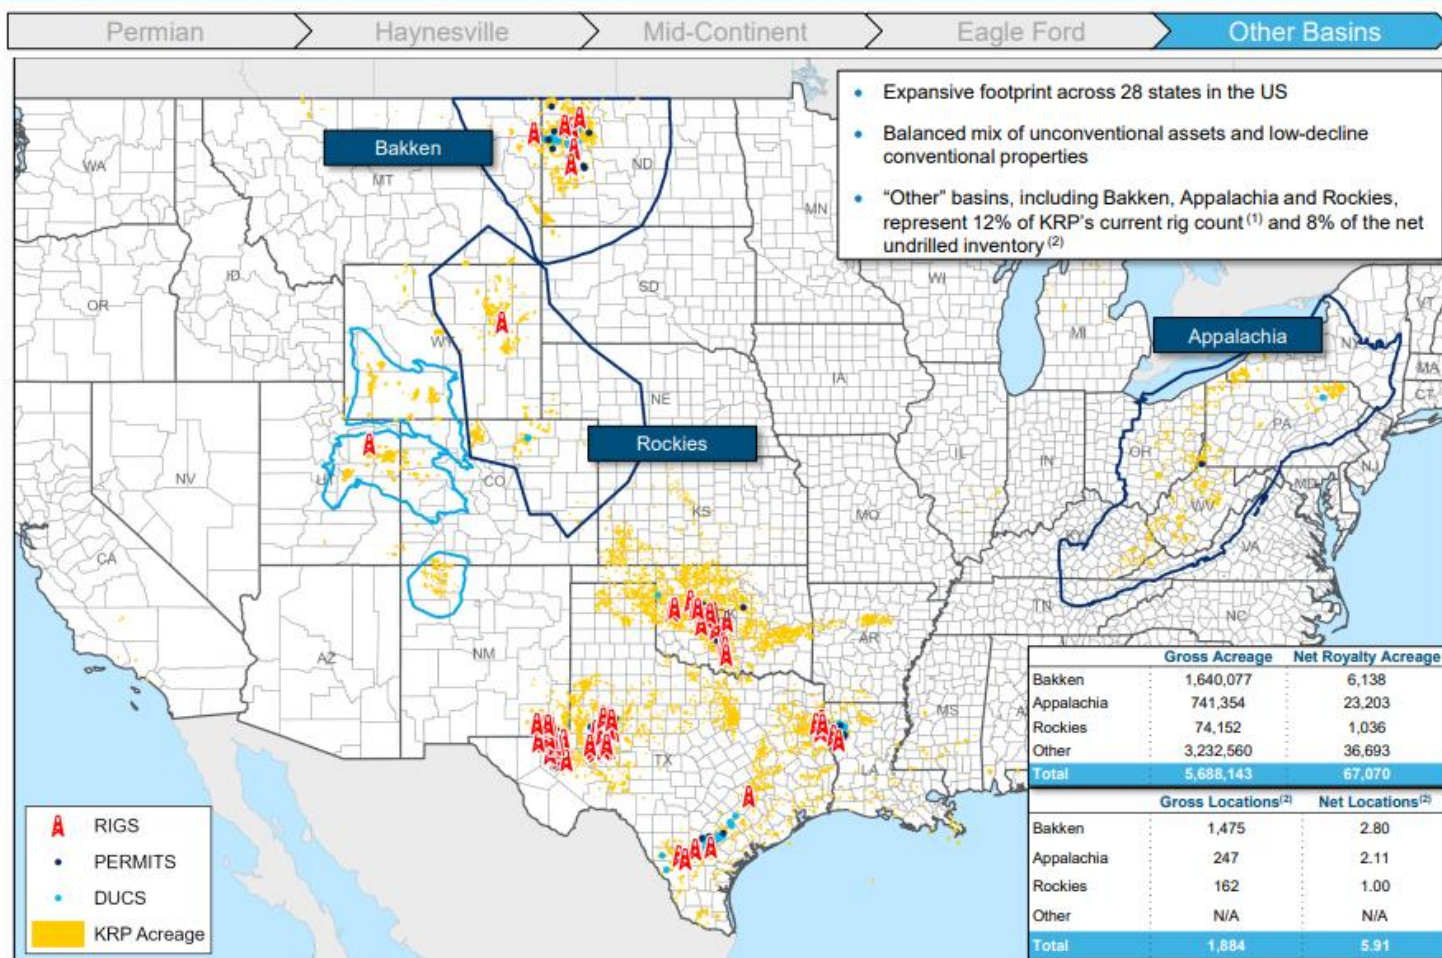 Permian
Haynesville
Mid-Continent
Eagle Ford
Other Basins
• Expansive footprint across 28 states in the US
• Balanced mix of unconventional assets and low-decline
conventional properties
• “Other” basins, including Bakken, Appalachia and Rockies,
represent 12% of KRP’s current rig count (1) and 8% of the net
undrilled inventory (2)
Bakken
Appalachia
Rockies
WA
MT
ND
MN
OR
ID
SD
WI
MI
NY
VT
MA
CT
WY
IA
NE
PA
NJ
NV
UT
CO
IL
IN
OH
MD
WV
KS
MO
KY
VA
CA
TN
NC
AZ
NM
OK
AR
TX
LA
MS
Gross Acreage Net Royalty Acreage
Bakken 1,640,077 6,138
Appalachia 741,354 23,203
Rockies 74,152 1,036
Other 3,232,560 36,693
Total 5,688,143 67,070
Gross Locations(2) Net Locations(2)
Bakken 1,475 2.80
Appalachia 247 2.11
Rockies 162 1.00
Other N/A N/A
Total 1,884 5.91
RIGS
PERMITS
DUCS
KRP Acreage